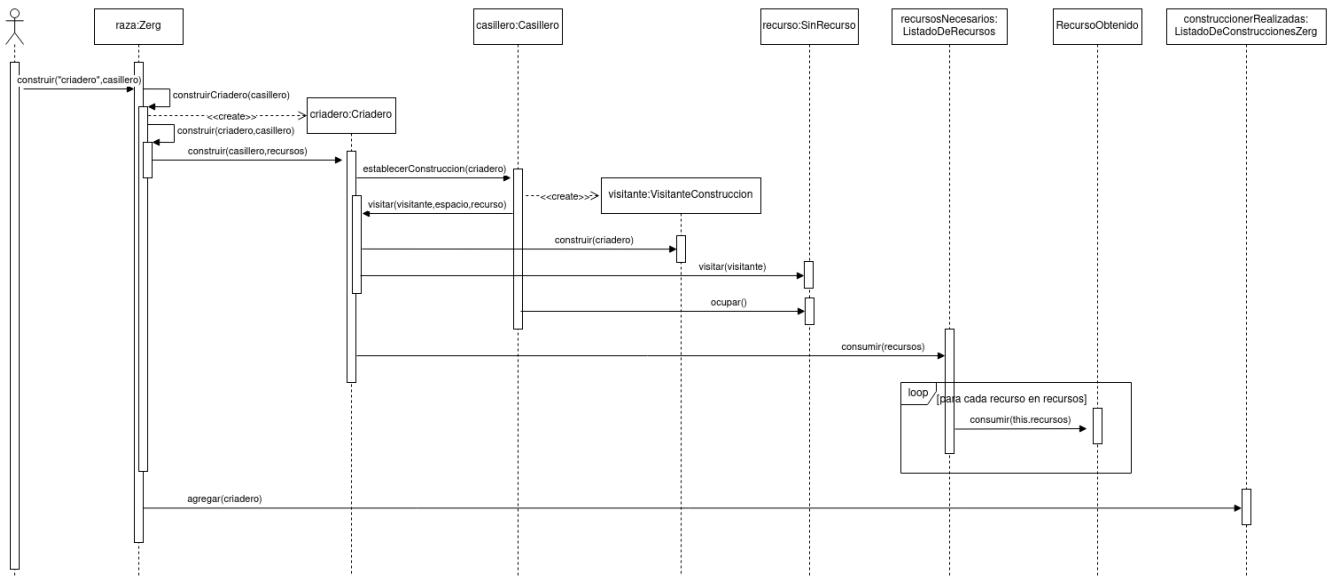 raza:Zerg
casillero:Casillero
recurso:SinRecurso
recursosNecesarios:
ListadoDeRecursos
RecursoObtenido
construccionerRealizadas:
ListadoDeConstruccionesZerg
construir("criadero",casillero)
construirCriadero(casillero)
<<create>>
criadero:Criadero
construir(criadero,casillero)
construir(casillero,recursos)
establecerConstruccion(criadero)
<<create>>
visitante:VisitanteConstruccion
visitar(visitante,espacio,recurso)
construir(criadero)
visitar(visitante)
ocupar()
consumir(recursos)
loop
[para cada recurso en recursos]
consumir(this.recursos)
agregar(criadero)